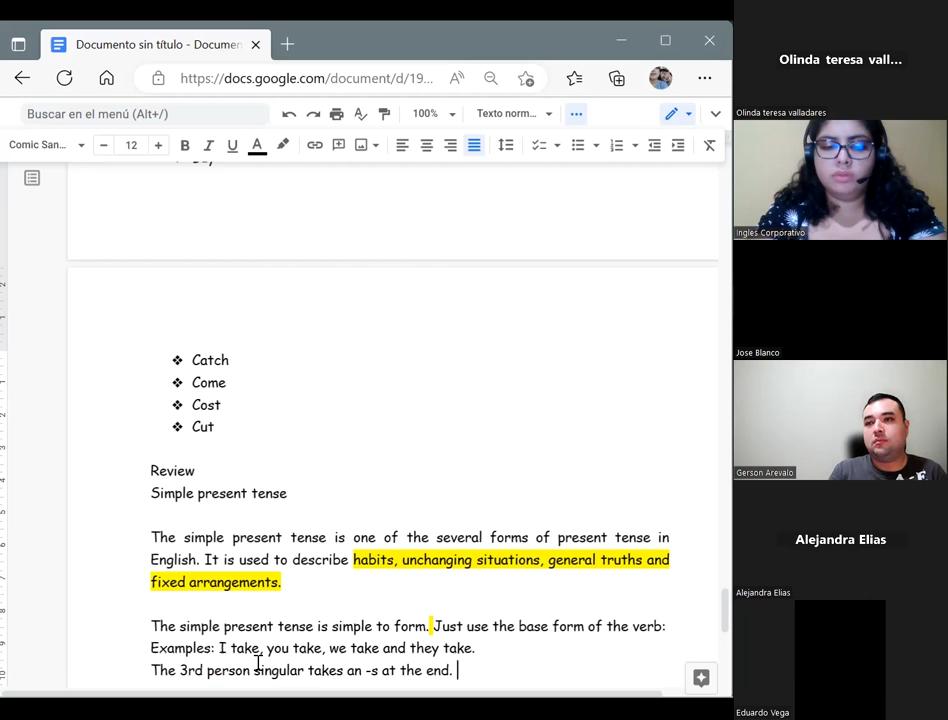 Documento sin título - Documen
https://docs.google.com/document/d/19...
Buscar en el menú (Alt+/)
100%
Texto norm...
Comic San...
12
Catch
Come
Cost
Cut
Review
Simple present tense
The simple present tense is one of the several forms of present tense in
English. It is used to describe habits, unchanging situations, general truths and
fixed arrangements.
The simple present tense is simple to form. Just use the base form of the verb:
Examples: I take, you take, we take and they take.
The 3rd person singular takes an -s at the end.
Olinda teresa vall...
Olinda teresa valladares
Ingles Corporativo
Jose Blanco
Gerson Arevalo
Alejandra Elias
Alejandra Elias
Eduardo Vega